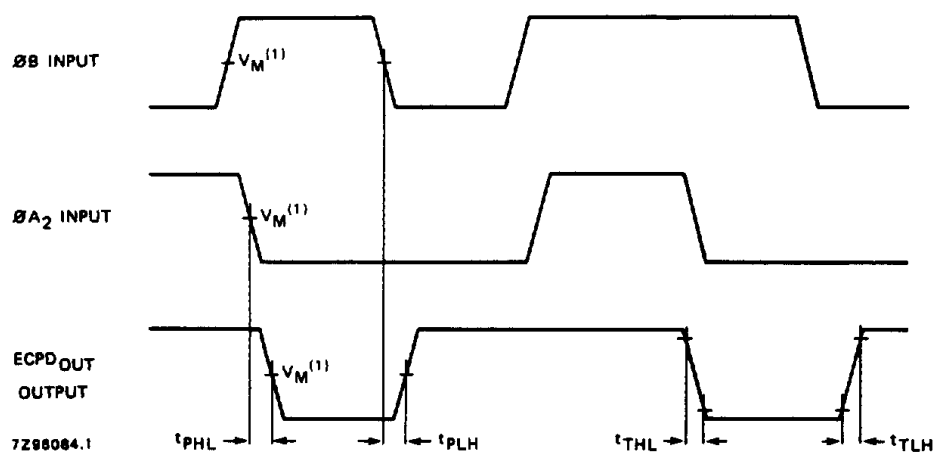 ØB INPUT
V_M(1)
ØA2 INPUT
V_M(1)
ECPD_OUT
OUTPUT
V_M(1)
7Z96084.1
tPHL
tPLH
tTHL
tTLH